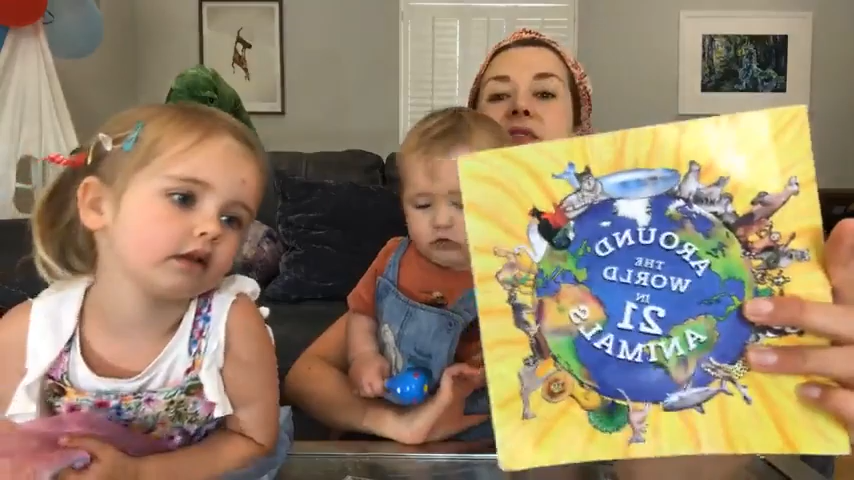 AROUND
THE
WORLD
IN
21
ANIMALS